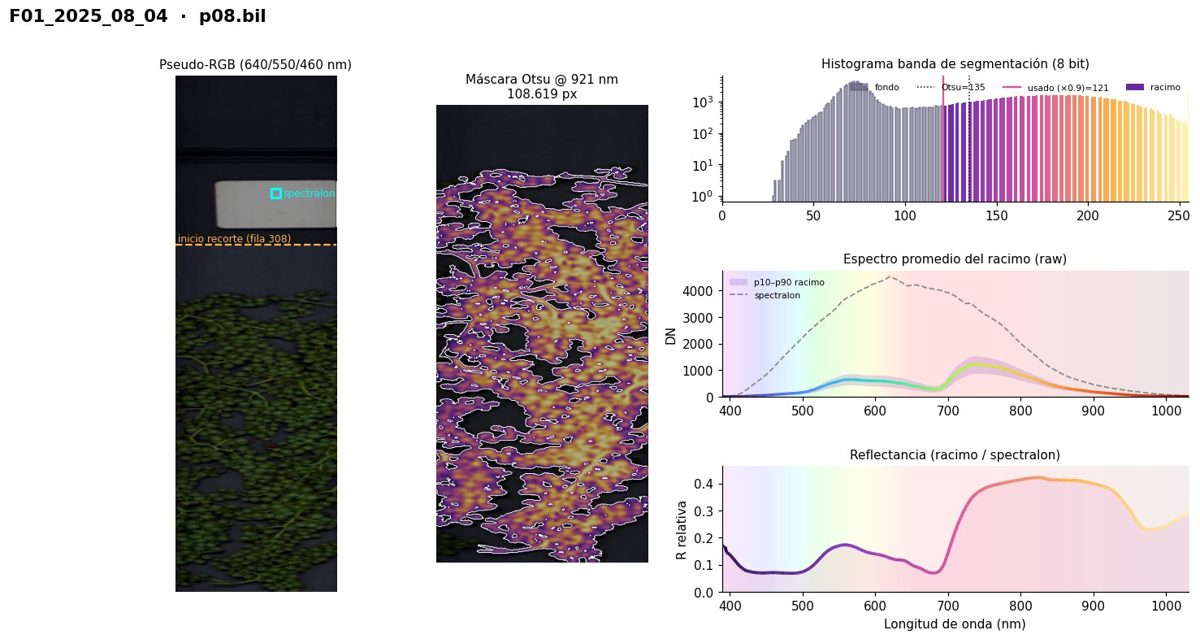 F01_2025_08_04 · p08.bil
Pseudo-RGB (640/550/460 nm)
spectralon
inicio recorte (fila 308)
Máscara Otsu @ 921 nm
108.619 px
Histograma banda de segmentación (8 bit)
fondo
Otsu=135
usado (×0.9)=121
racimo
10³
10²
10¹
10⁰
0 50 100 150 200 250
Espectro promedio del racimo (raw)
p10–p90 racimo
spectralon
DN
4000
3000
2000
1000
0
400 500 600 700 800 900 1000
Reflectancia (racimo / spectralon)
R relativa
0.4
0.3
0.2
0.1
0.0
400 500 600 700 800 900 1000
Longitud de onda (nm)